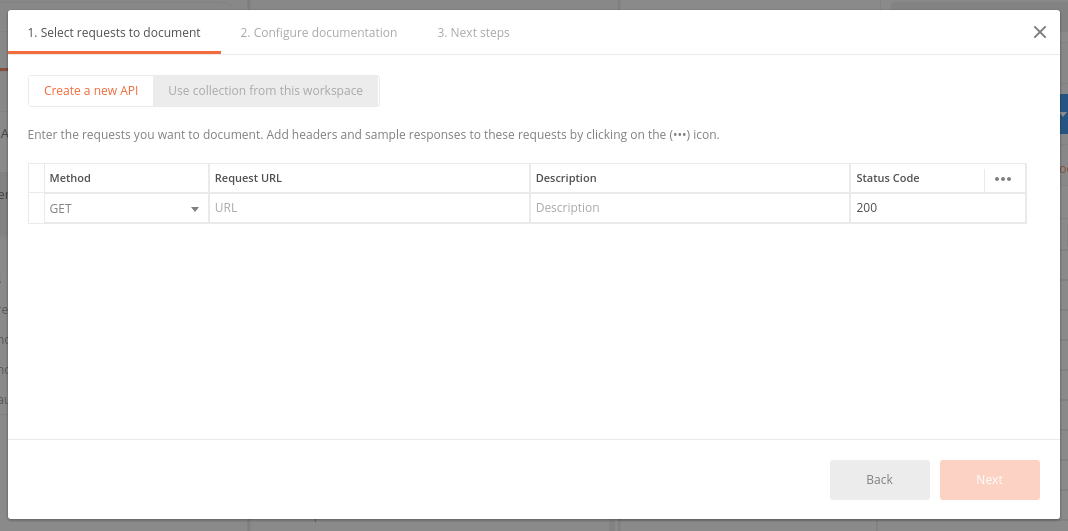 1. Select requests to document 2. Configure documentation 3. Next steps
Create a new API Use collection from this workspace
Enter the requests you want to document. Add headers and sample responses to these requests by clicking on the (•••) icon.
Method Request URL Description Status Code •••
GET URL Description 200
Back Next